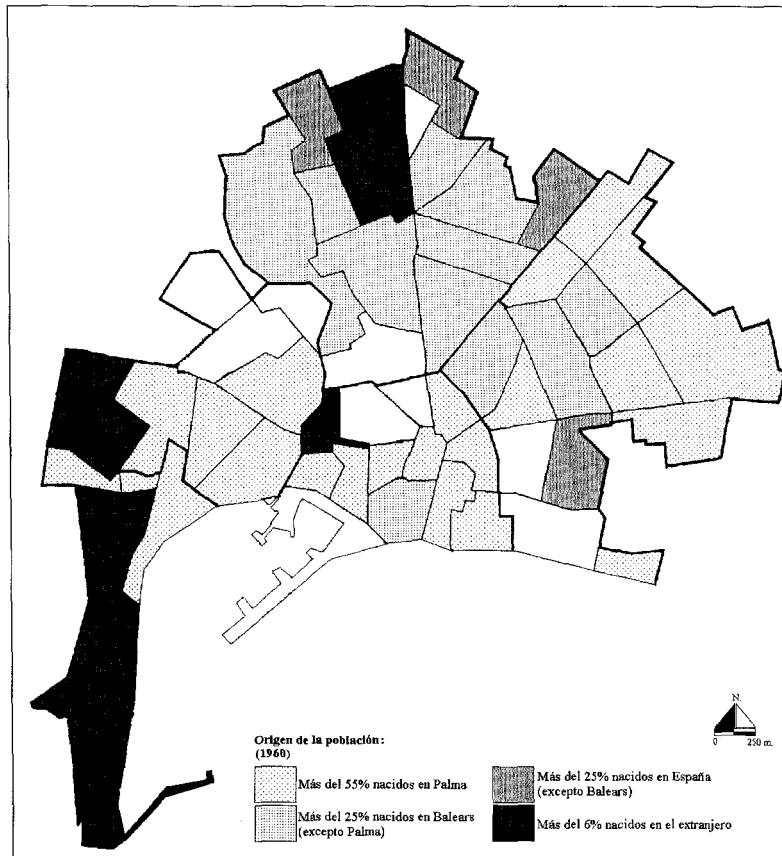 N.
0 250 m.
Origen de la población:
(1960)
Más del 55% nacidos en Palma
Más del 25% nacidos en Balears
(excepto Palma)
Más del 25% nacidos en España
(excepto Balears)
Más del 6% nacidos en el extranjero